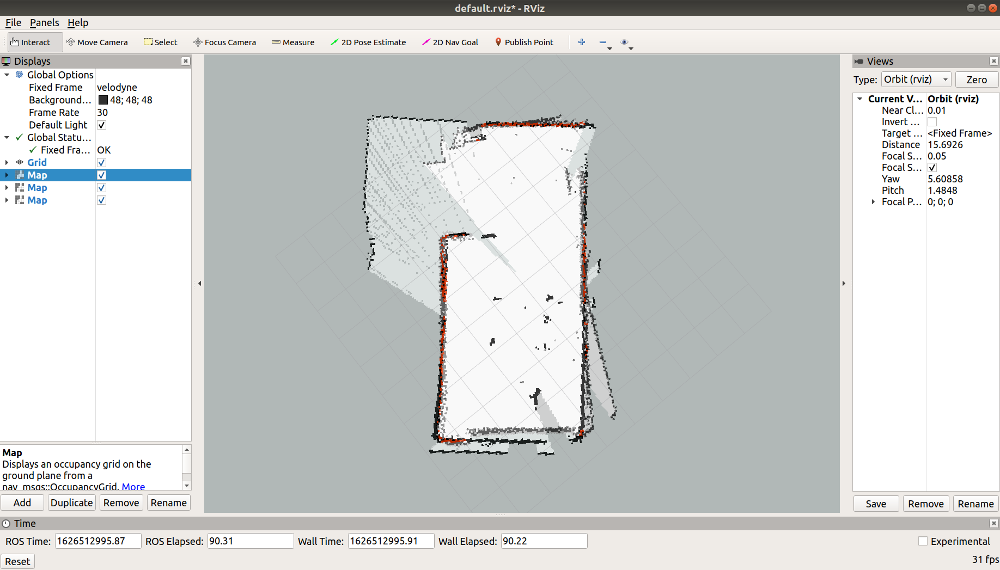 default.rviz* - RViz
File Panels Help
Interact Move Camera Select Focus Camera Measure 2D Pose Estimate 2D Nav Goal Publish Point
Displays
Global Options
Fixed Frame velodyne
Background... 48; 48; 48
Frame Rate 30
Default Light
Global Statu...
Fixed Fra... OK
Grid
Map
Map
Map
Map
Displays an occupancy grid on the
ground plane from a
nav_msgs::OccupancyGrid. More
Add Duplicate Remove Rename
Views
Type: Orbit (rviz) Zero
Current V... Orbit (rviz)
Near Cl... 0.01
Invert ...
Target ... <Fixed Frame>
Distance 15.6926
Focal S... 0.05
Focal S...
Yaw 5.60858
Pitch 1.4848
Focal P... 0; 0; 0
Save Remove Rename
Time
ROS Time: 1626512995.87 ROS Elapsed: 90.31 Wall Time: 1626512995.91 Wall Elapsed: 90.22 Experimental
Reset 31 fps